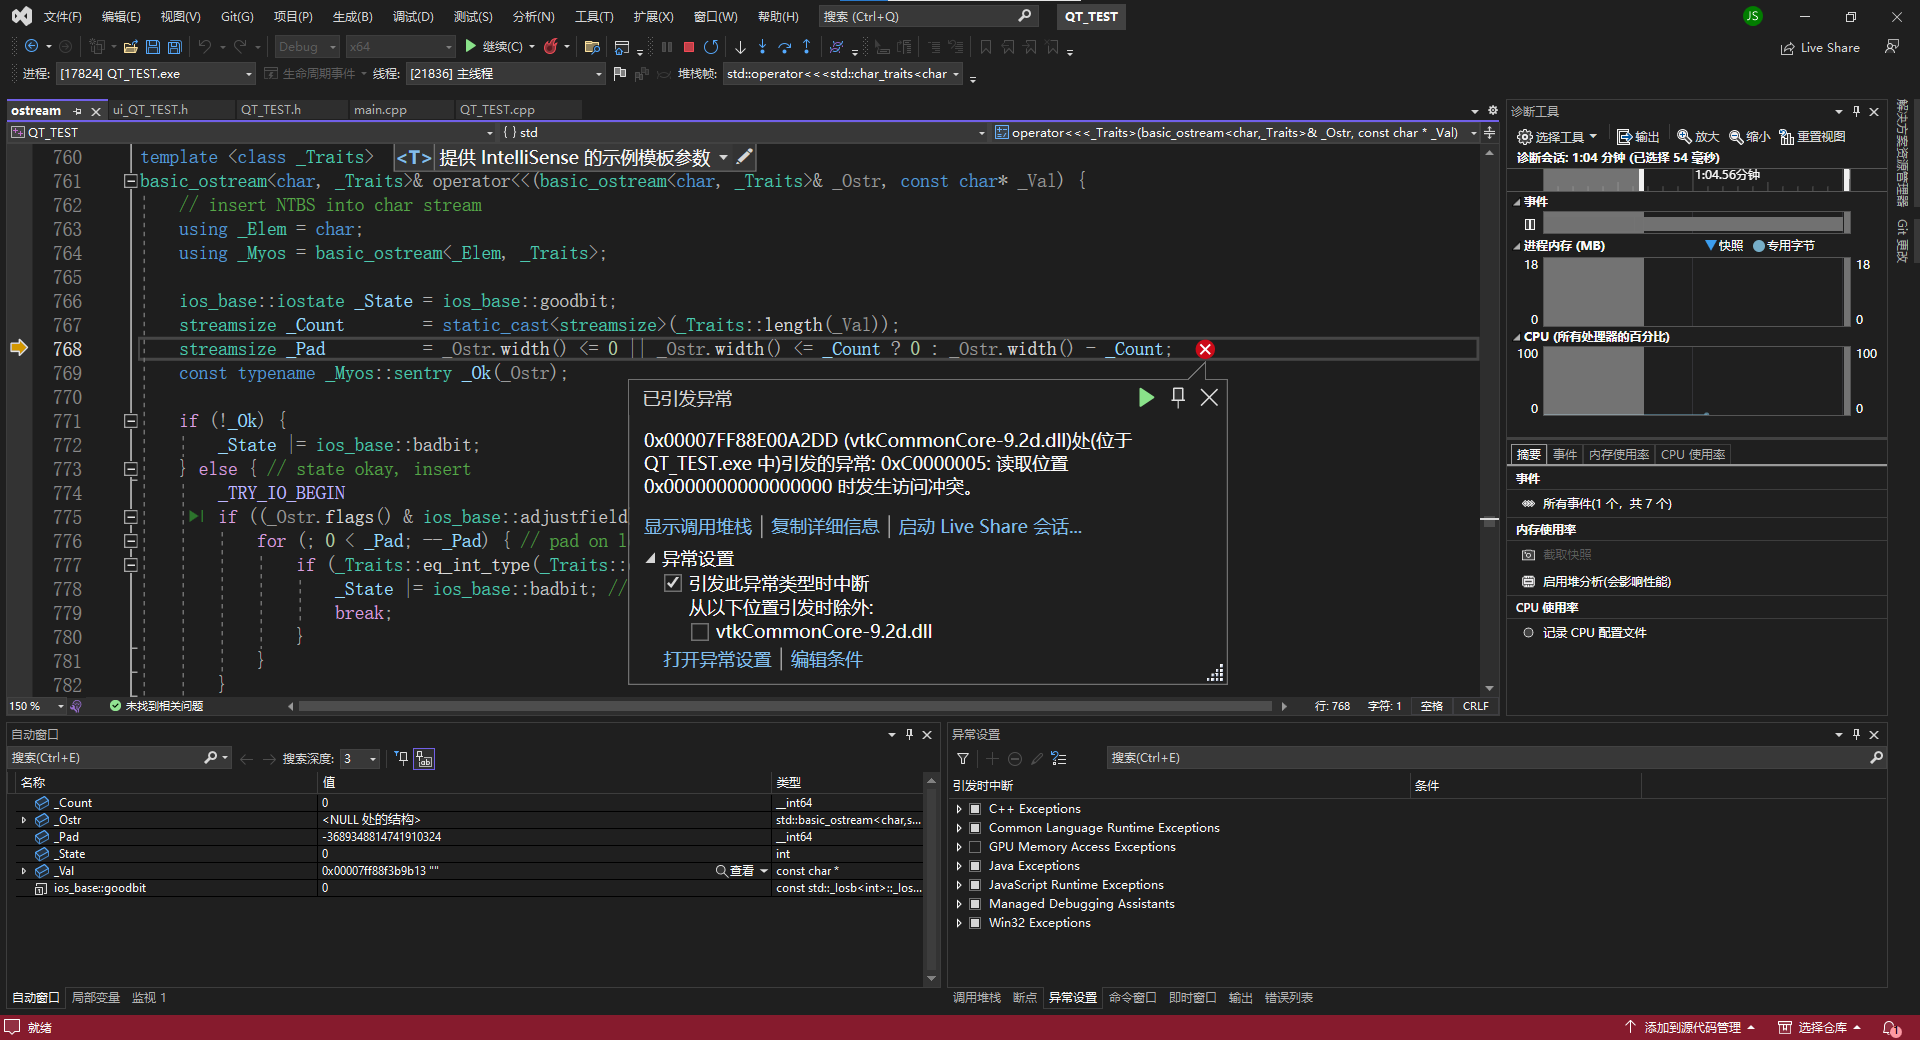 文件(F) 编辑(E) 视图(V) Git(G) 项目(P) 生成(B) 调试(D) 测试(S) 分析(N) 工具(T) 扩展(X) 窗口(W) 帮助(H) 搜索 (Ctrl+Q) QT_TEST JS
Debug x64 继续(C) Live Share
进程: [17824] QT_TEST.exe 生命周期事件 线程: [21836] 主线程 堆栈帧: std::operator<<<std::char_traits<char
ostream ui_QT_TEST.h QT_TEST.h main.cpp QT_TEST.cpp
QT_TEST {} std operator<<<_Traits>(basic_ostream<char,_Traits>& _Ostr, const char * _Val)
760 template <class _Traits> <T> 提供 IntelliSense 的示例模板参数
761 basic_ostream<char, _Traits>& operator<<(basic_ostream<char, _Traits>& _Ostr, const char* _Val) {
762 // insert NTBS into char stream
763 using _Elem = char;
764 using _Myos = basic_ostream<_Elem, _Traits>;
765
766 ios_base::iostate _State = ios_base::goodbit;
767 streamsize _Count = static_cast<streamsize>(_Traits::length(_Val));
768 streamsize _Pad = _Ostr.width() <= 0 || _Ostr.width() <= _Count ? 0 : _Ostr.width() - _Count;
769 const typename _Myos::sentry _Ok(_Ostr);
770
771 if (!_Ok) {
772 _State |= ios_base::badbit;
773 } else { // state okay, insert
774 _TRY_IO_BEGIN
775 if ((_Ostr.flags() & ios_base::adjustfield
776 for (; 0 < _Pad; --_Pad) { // pad on l
777 if (_Traits::eq_int_type(_Traits::
778 _State |= ios_base::badbit; //
779 break;
780 }
781 }
782 }
已引发异常
0x00007FF88E00A2DD (vtkCommonCore-9.2d.dll)处(位于
QT_TEST.exe 中)引发的异常: 0xC0000005: 读取位置
0x0000000000000000 时发生访问冲突。
显示调用堆栈 | 复制详细信息 | 启动 Live Share 会话...
异常设置
引发此异常类型时中断
从以下位置引发时除外:
vtkCommonCore-9.2d.dll
打开异常设置 | 编辑条件
150 % 未找到相关问题 行: 768 字符: 1 空格 CRLF
诊断工具
选择工具 输出 放大 缩小 重置视图
诊断会话: 1:04 分钟 (已选择 54 毫秒)
1:04.56分钟
事件
进程内存 (MB) 快照 专用字节
18 18
0 0
CPU (所有处理器的百分比)
100 100
0 0
摘要 事件 内存使用率 CPU 使用率
事件
所有事件(1 个，共 7 个)
内存使用率
截取快照
启用堆分析(会影响性能)
CPU 使用率
记录 CPU 配置文件
解决方案资源管理器
Git 更改
自动窗口
搜索(Ctrl+E) 搜索深度: 3
名称 值 类型
_Count 0 __int64
_Ostr <NULL 处的结构> std::basic_ostream<char,s...
_Pad -3689348814741910324 __int64
_State 0 int
_Val 0x00007ff88f3b9b13 "" 查看 const char *
ios_base::goodbit 0 const std::_Iosb<int>::_Ios...
自动窗口 局部变量 监视 1
异常设置
搜索(Ctrl+E)
引发时中断 条件
C++ Exceptions
Common Language Runtime Exceptions
GPU Memory Access Exceptions
Java Exceptions
JavaScript Runtime Exceptions
Managed Debugging Assistants
Win32 Exceptions
调用堆栈 断点 异常设置 命令窗口 即时窗口 输出 错误列表
就绪 添加到源代码管理 选择仓库 1